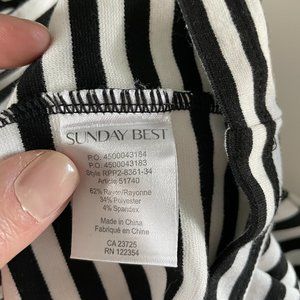 SUNDAY BEST
P.O. 4500043184
P.O. 4500043183
Style RPP2-8361-34
Article 51740
62% Rayon/Rayonne
34% Polyester
4% Spandex
Made in China
Fabriqué en Chine
CA 23725
RN 122354